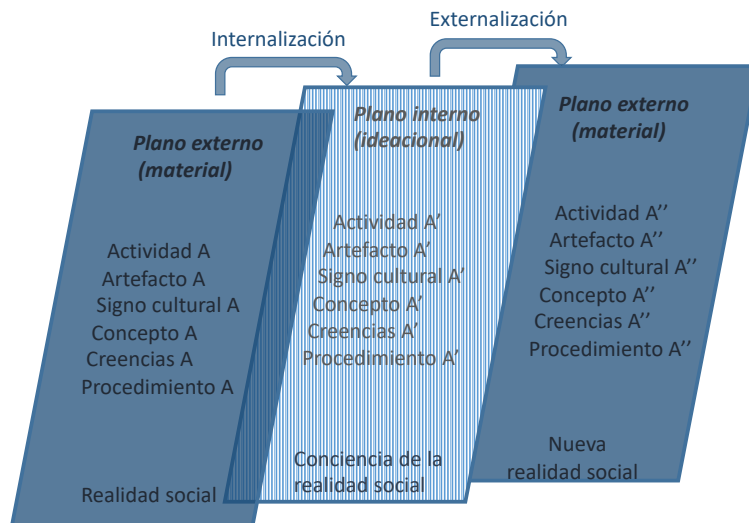 Internalización
Externalización
Plano externo
(material)
Actividad A
Artefacto A
Signo cultural A
Concepto A
Creencias A
Procedimiento A
Realidad social
Plano interno
(ideacional)
Actividad A’
Artefacto A’
Signo cultural A’
Concepto A’
Creencias A’
Procedimiento A’
Conciencia de la
realidad social
Plano externo
(material)
Actividad A’’
Artefacto A’’
Signo cultural A’’
Concepto A’’
Creencias A’’
Procedimiento A’’
Nueva
realidad social